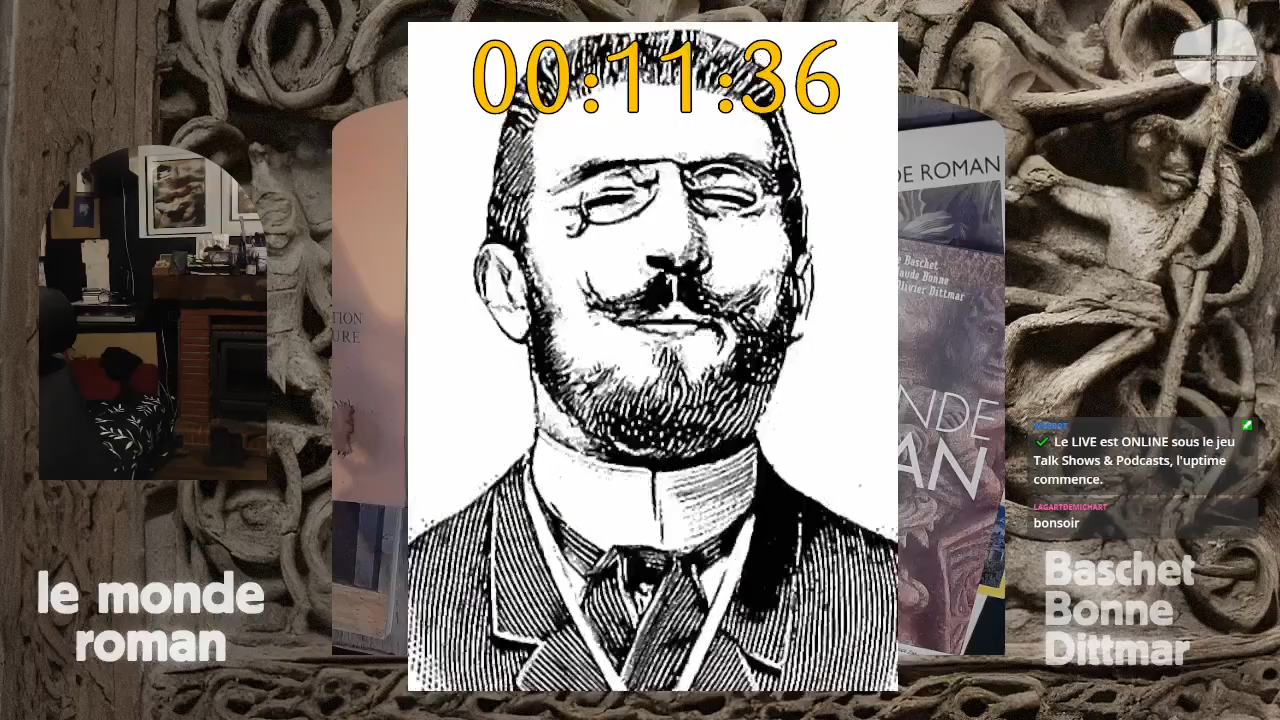 00:11:36
DE ROMAN
e Baschet
aude Bonne
Olivier Dittmar
TION
URE
NDE
AN
✓ Le LIVE est ONLINE sous le jeu
Talk Shows & Podcasts, l'uptime
commence.
LAGARTDEMICHART
bonsoir
le monde
roman
Baschet
Bonne
Dittmar